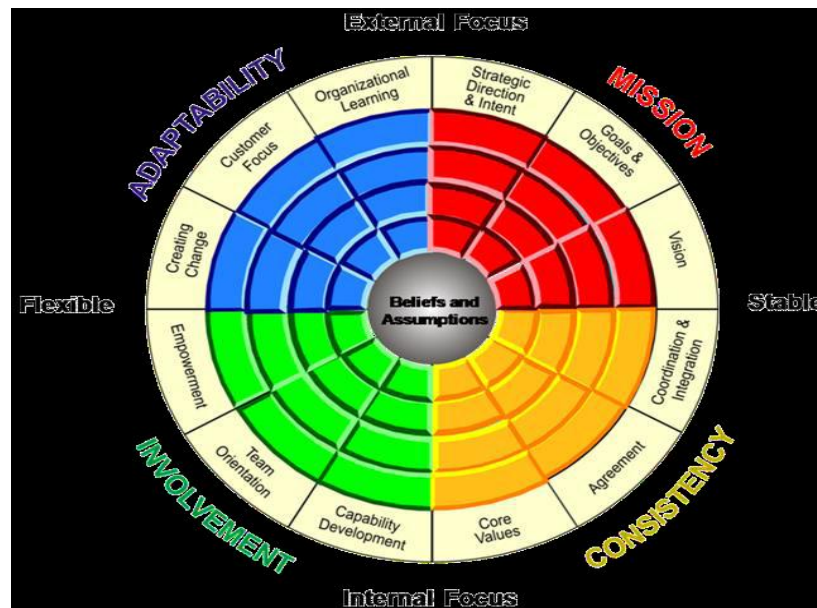 External Focus
ADAPTABILITY
MISSION
Organizational
Learning
Strategic
Direction
& Intent
Customer
Focus
Goals &
Objectives
Creating
Change
Vision
Flexible
Beliefs and
Assumptions
Stable
Empowerment
Coordination &
Integration
Team
Orientation
Agreement
Capability
Development
Core
Values
INVOLVEMENT
CONSISTENCY
Internal Focus